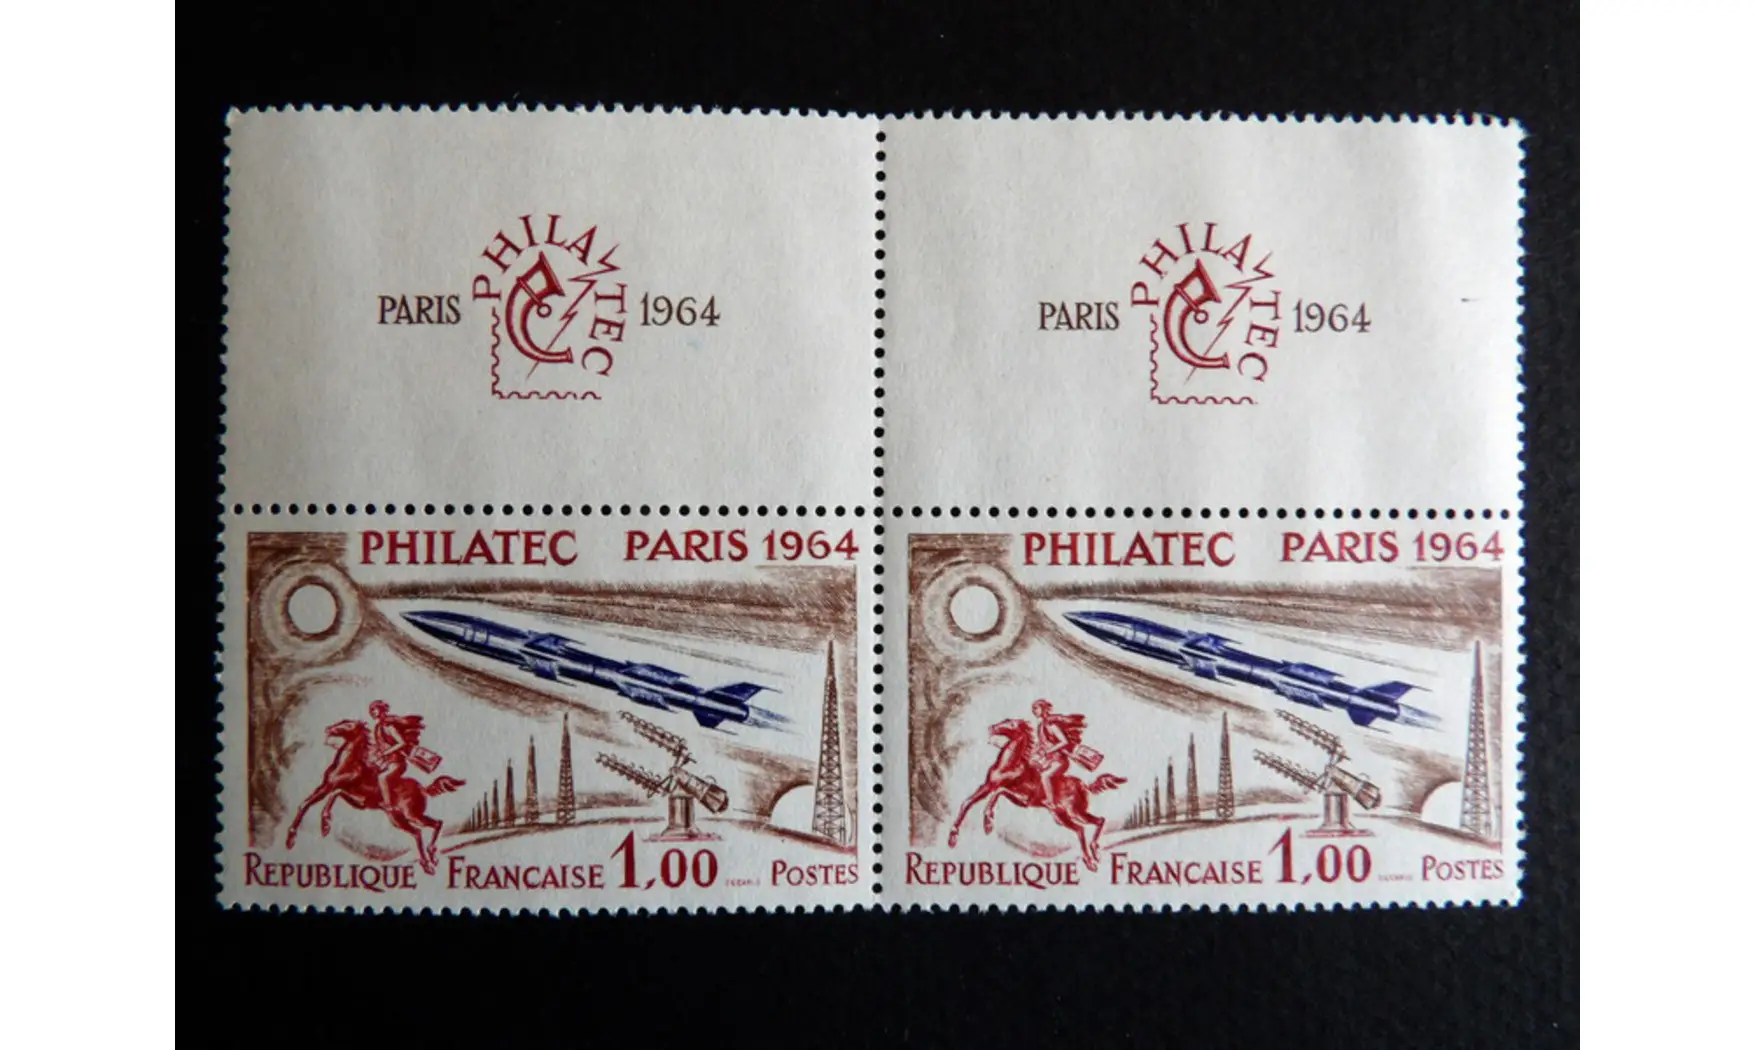 PARIS PHILATEC 1964
PARIS PHILATEC 1964
PHILATEC PARIS 1964
REPUBLIQUE FRANCAISE 1,00 POSTES
PHILATEC PARIS 1964
REPUBLIQUE FRANCAISE 1,00 POSTES